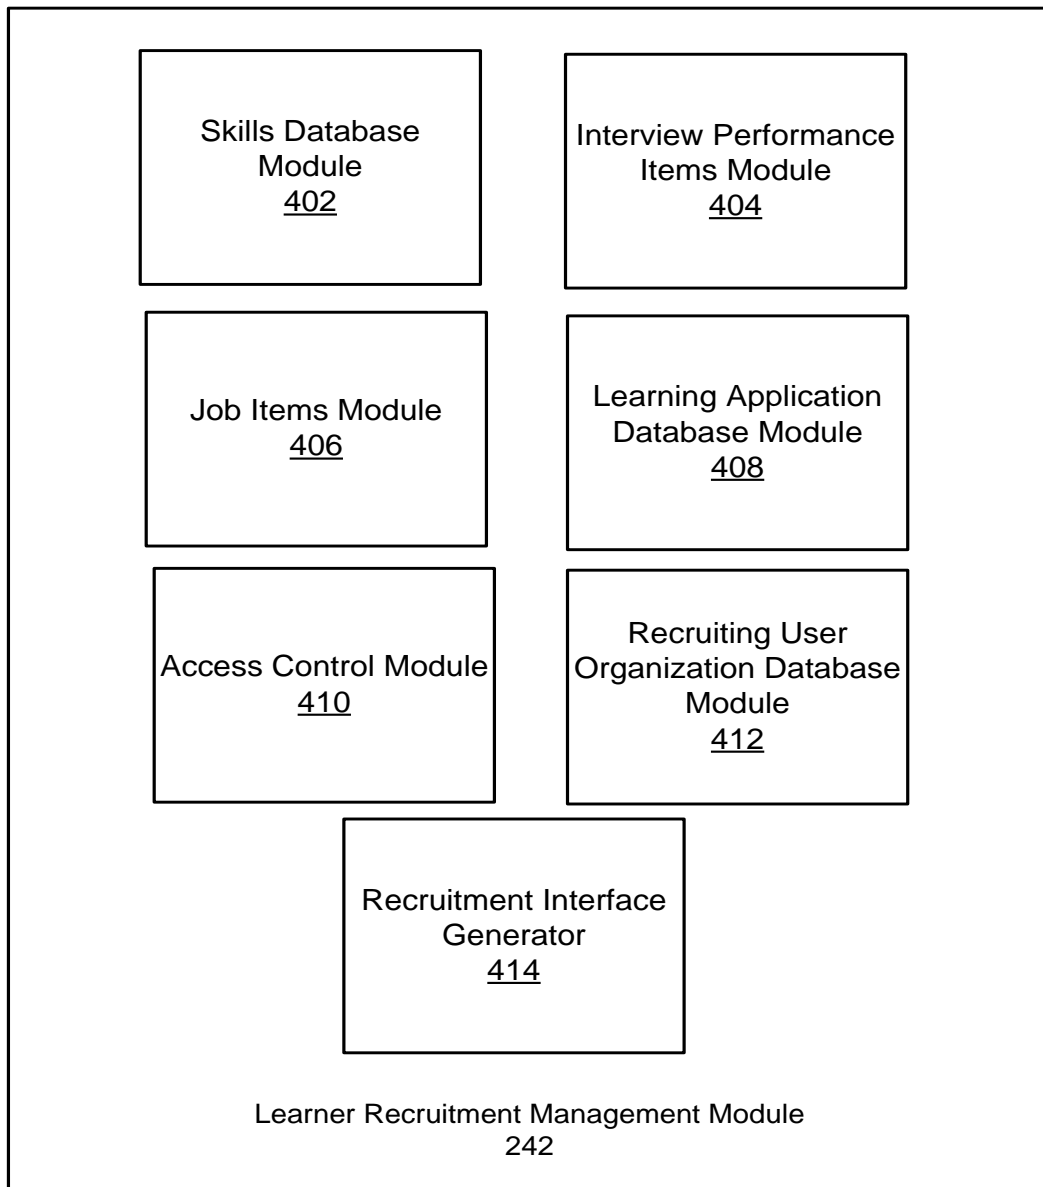 Skills Database
Module
402
Interview Performance
Items Module
404
Job Items Module
406
Learning Application
Database Module
408
Access Control Module
410
Recruiting User
Organization Database
Module
412
Recruitment Interface
Generator
414
Learner Recruitment Management Module
242